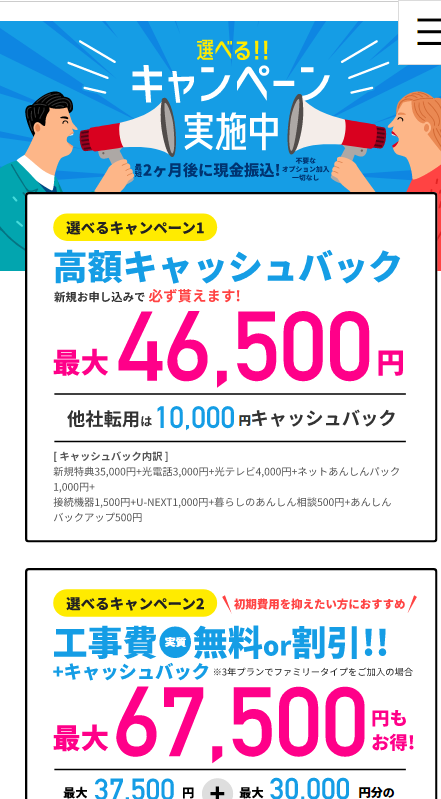 選べる!!
キャンペーン
実施中
最短2ヶ月後に現金振込!
不要な
オプション加入
一切なし
選べるキャンペーン1
高額キャッシュバック
新規お申し込みで 必ず貰えます!
最大 46,500 円
他社転用は 10,000 円キャッシュバック
[ キャッシュバック内訳 ]
新規特典35,000円+光電話3,000円+光テレビ4,000円+ネットあんしんパック
1,000円+
接続機器1,500円+U-NEXT1,000円+暮らしのあんしん相談500円+あんしん
バックアップ500円
選べるキャンペーン2
初期費用を抑えたい方におすすめ
工事費 実質 無料or割引!!
+キャッシュバック ※3年プランでファミリータイプをご加入の場合
最大 67,500 円も
お得!
最大 37,500 円 + 最大 30,000 円分の